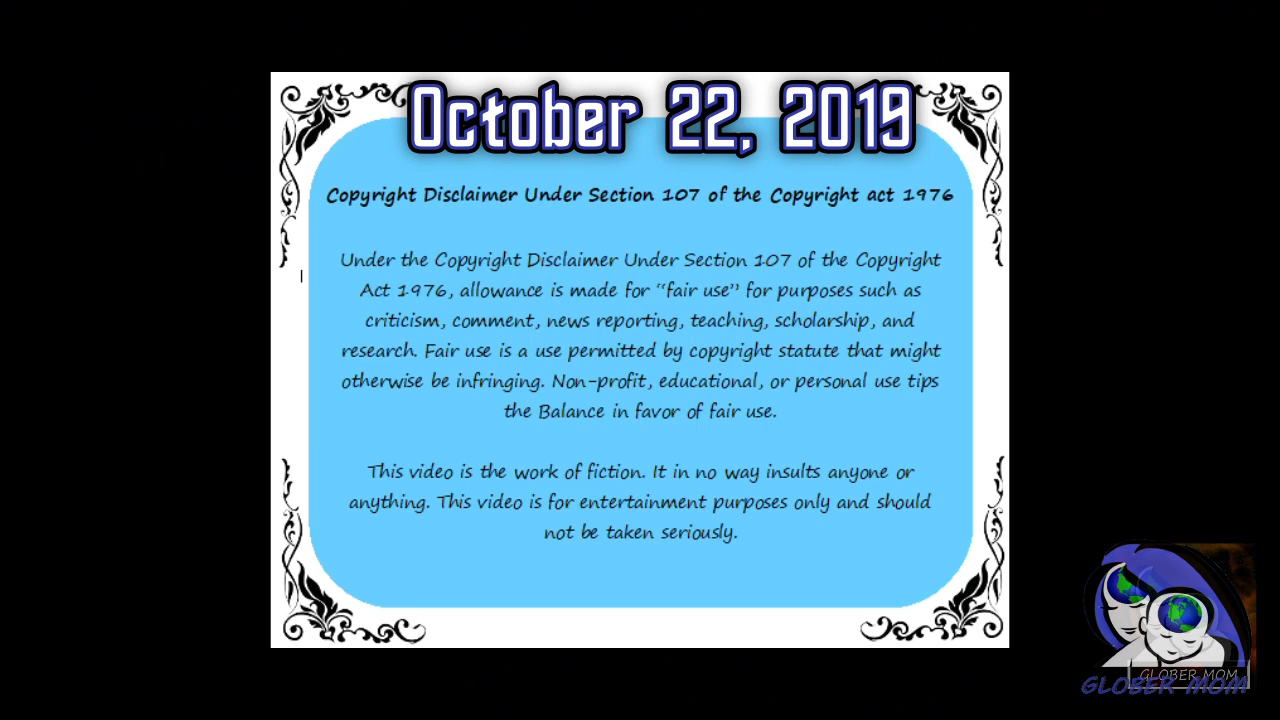 October 22, 2019
Copyright Disclaimer Under Section 107 of the Copyright act 1976
Under the Copyright Disclaimer Under Section 107 of the Copyright
Act 1976, allowance is made for “fair use” for purposes such as
criticism, comment, news reporting, teaching, scholarship, and
research. Fair use is a use permitted by copyright statute that might
otherwise be infringing. Non-profit, educational, or personal use tips
the Balance in favor of fair use.
This video is the work of fiction. It in no way insults anyone or
anything. This video is for entertainment purposes only and should
not be taken seriously.
GLOBER MOM
GLOBER MOM